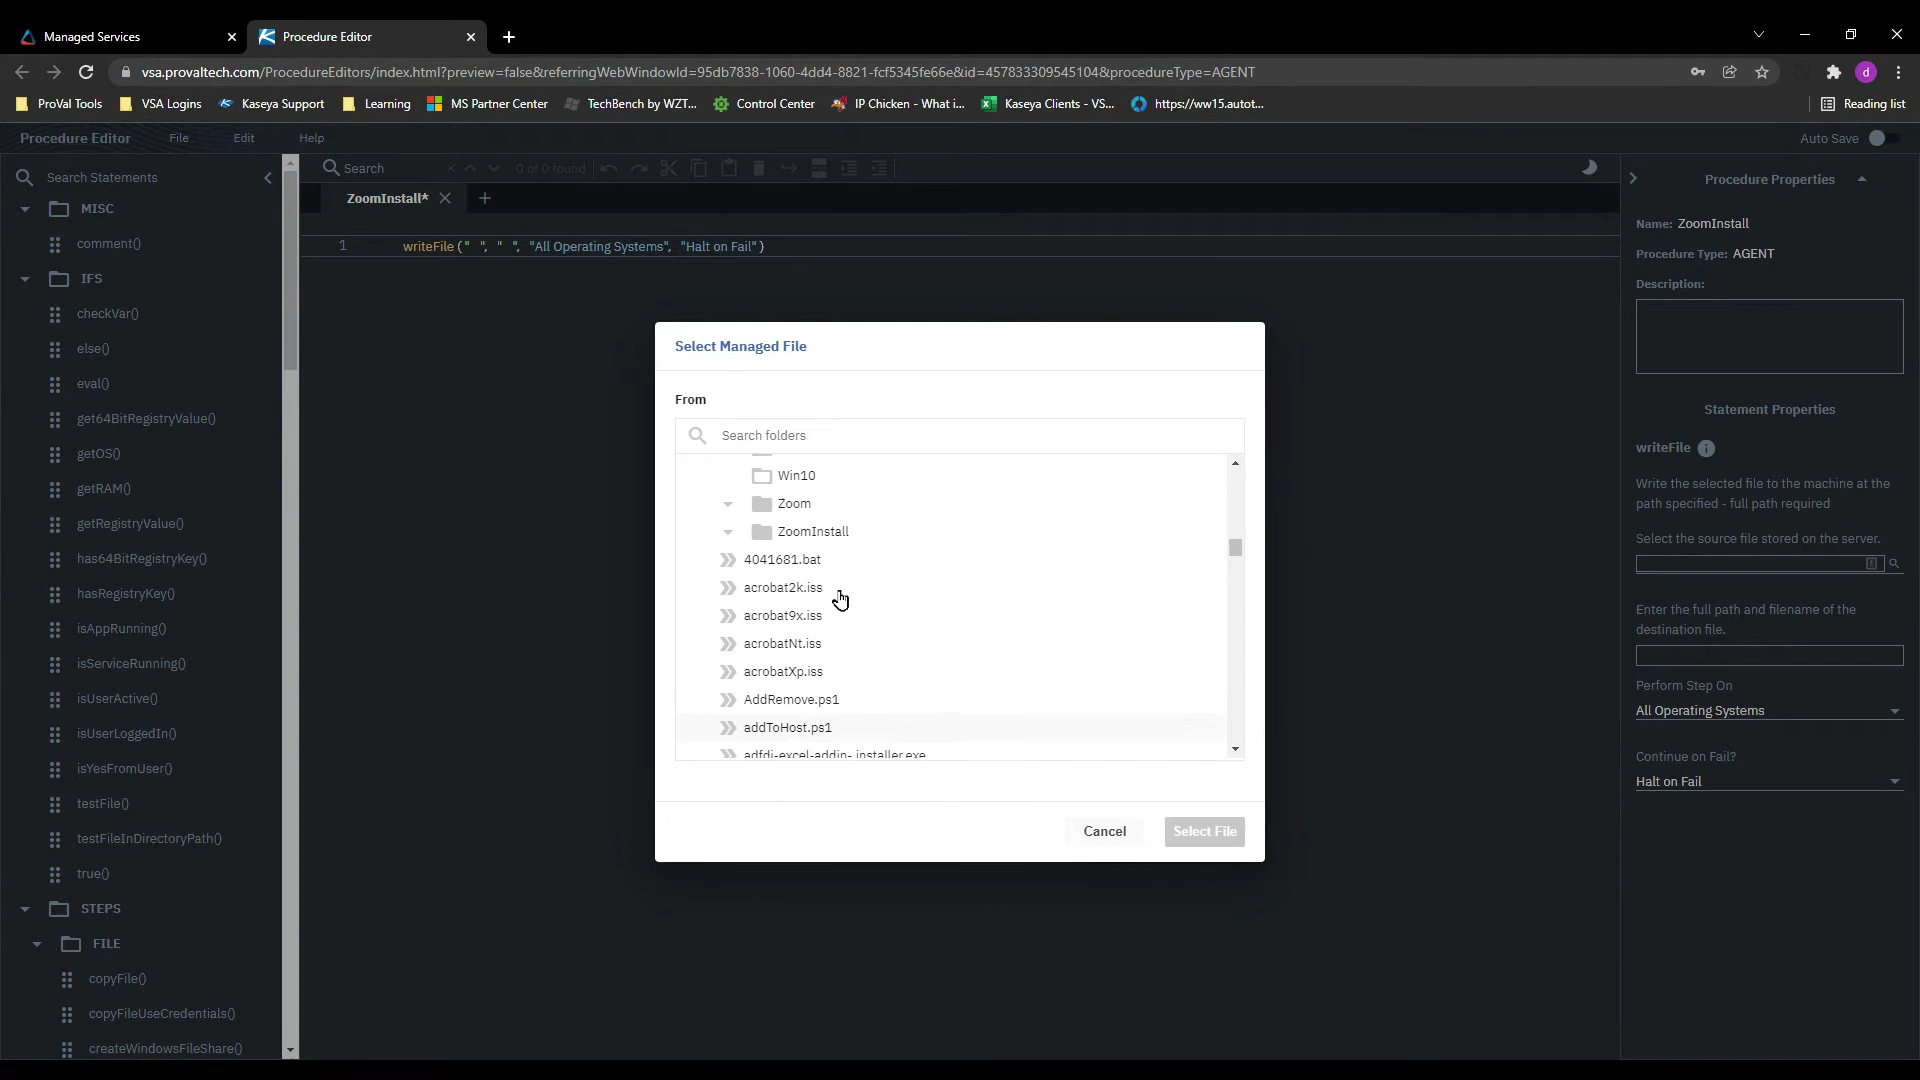 Managed Services
Procedure Editor
vsa.provaltech.com/ProcedureEditors/index.html?preview=false&referringWebWindowId=95db7838-1060-4dd4-8821-fcf5345fe66e&id=457833309545104&procedureType=AGENT
d
ProVal Tools
VSA Logins
Kaseya Support
Learning
MS Partner Center
TechBench by WZT...
Control Center
IP Chicken - What i...
Kaseya Clients - VS...
https://ww15.autot...
Reading list
Procedure Editor
File
Edit
Help
Auto Save
Search Statements
MISC
comment()
IFS
checkVar()
else()
eval()
get64BitRegistryValue()
getOS()
getRAM()
getRegistryValue()
has64BitRegistryKey()
hasRegistryKey()
isAppRunning()
isServiceRunning()
isUserActive()
isUserLoggedIn()
isYesFromUser()
testFile()
testFileInDirectoryPath()
true()
STEPS
FILE
copyFile()
copyFileUseCredentials()
createWindowsFileShare()
Search
0 of 0 found
ZoomInstall*
1
writeFile(" ", " ", "All Operating Systems", "Halt on Fail")
Select Managed File
From
Search folders
Win10
Zoom
ZoomInstall
4041681.bat
acrobat2k.iss
acrobat9x.iss
acrobatNt.iss
acrobatXp.iss
AddRemove.ps1
addToHost.ps1
adfdi-excel-addin- installer.exe
Cancel
Select File
Procedure Properties
Name: ZoomInstall
Procedure Type: AGENT
Description:
Statement Properties
writeFile
Write the selected file to the machine at the
path specified - full path required
Select the source file stored on the server.
Enter the full path and filename of the
destination file.
Perform Step On
All Operating Systems
Continue on Fail?
Halt on Fail